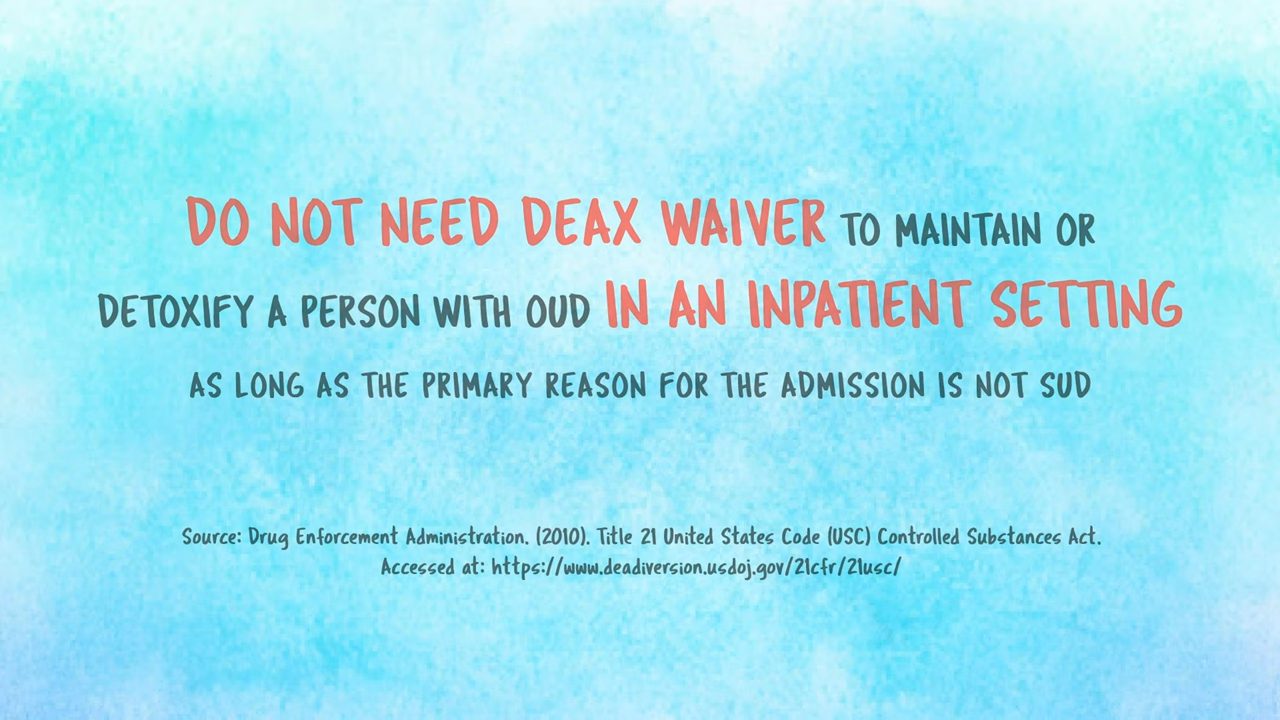 DO NOT NEED DEAX WAIVER TO MAINTAIN OR
DETOXIFY A PERSON WITH OUD IN AN INPATIENT SETTING
AS LONG AS THE PRIMARY REASON FOR THE ADMISSION IS NOT SUD
Source: Drug Enforcement Administration. (2010). Title 21 United States Code (USC) Controlled Substances Act.
Accessed at: https://www.deadiversion.usdoj.gov/21cfr/21usc/